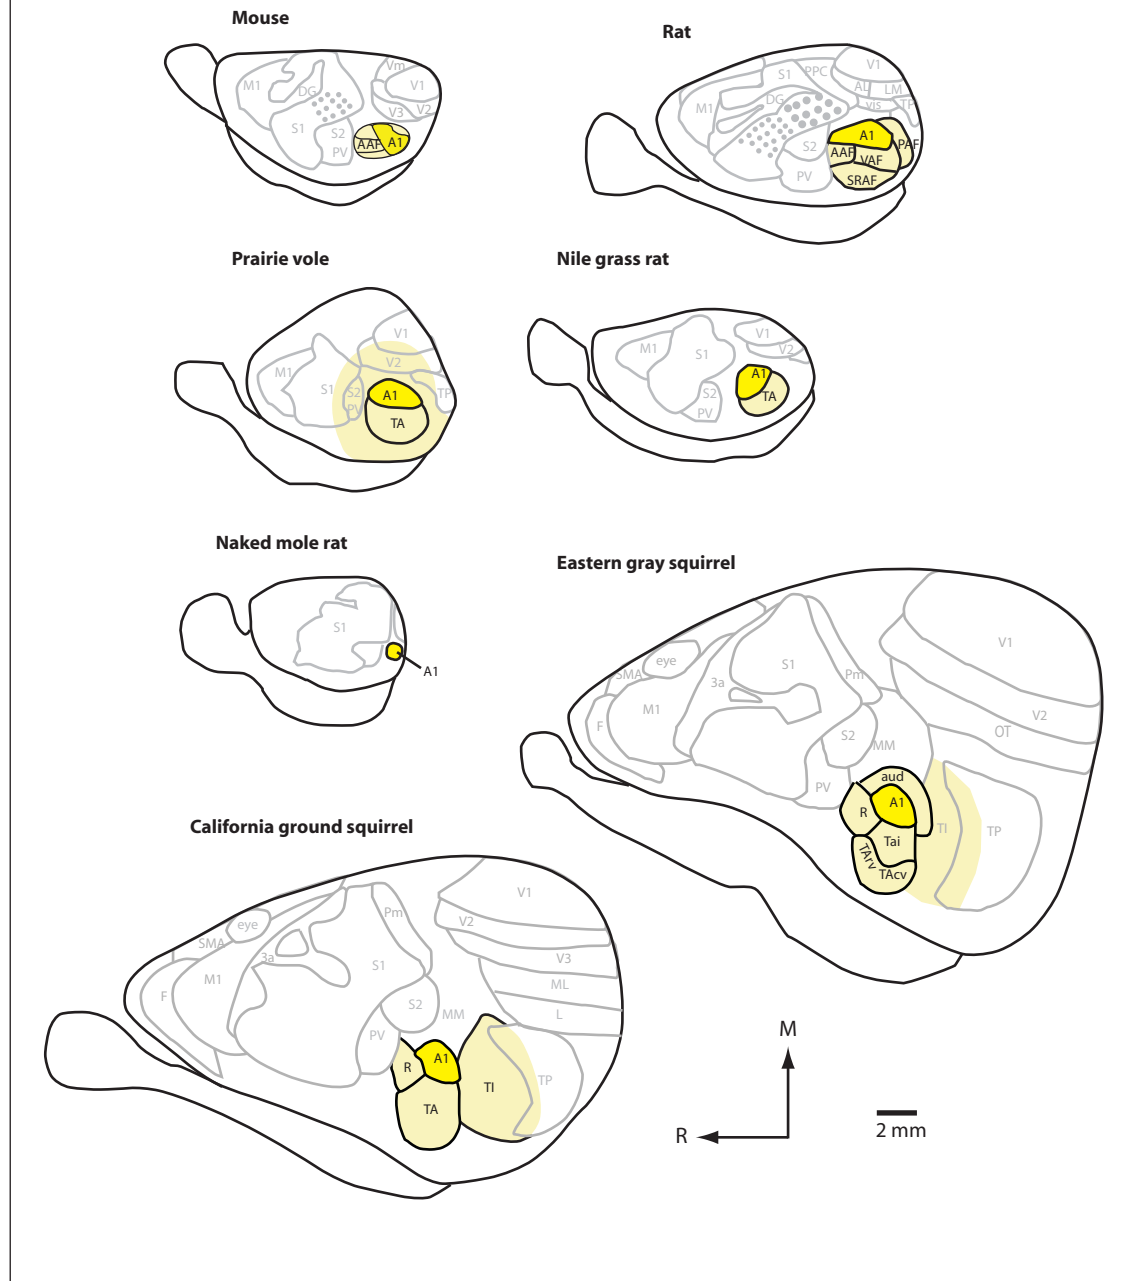 Mouse
Vm
M1
DG
V1
V3
V2
S1
S2
PV
AAF
A1
Rat
S1
PPC
V1
AL
LM
DG
vis
TP
M1
A1
S2
AAF
VAF
PAF
PV
SRAF
Prairie vole
V1
V2
M1
S1
S2
A1
TP
PV
TA
Nile grass rat
V1
M1
S1
V2
A1
S2
TA
PV
Naked mole rat
S1
A1
Eastern gray squirrel
V1
eye
S1
SMA
3a
Pm
M1
V2
F
OT
S2
MM
aud
PV
A1
R
TI
TP
Tai
TArv
TAcv
California ground squirrel
V1
Pm
eye
V2
SMA
3a
S1
V3
M1
ML
F
S2
MM
L
PV
A1
R
TP
TI
TA
M
R
2 mm